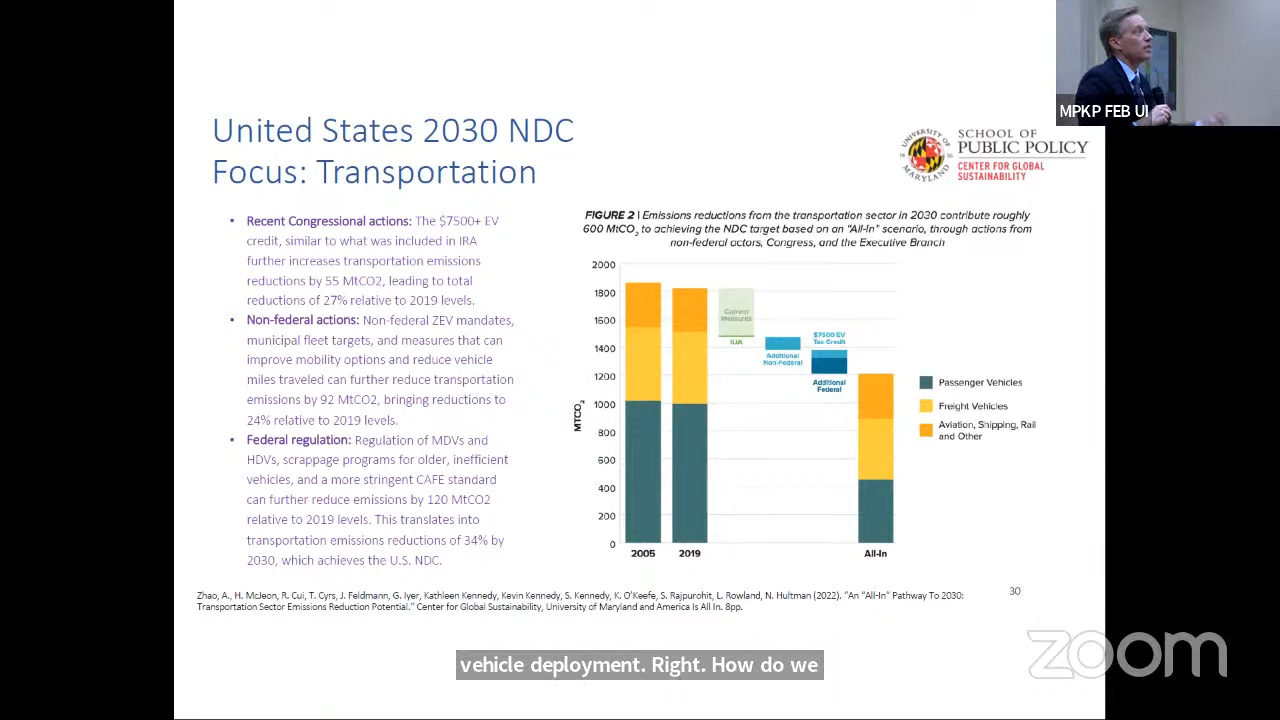 MPKP FEB UI
United States 2030 NDC
Focus: Transportation
UNIVERSITY OF MARYLAND
18 56
SCHOOL OF
PUBLIC POLICY
CENTER FOR GLOBAL
SUSTAINABILITY
• Recent Congressional actions: The $7500+ EV
credit, similar to what was included in IRA
further increases transportation emissions
reductions by 55 MtCO2, leading to total
reductions of 27% relative to 2019 levels.
• Non-federal actions: Non-federal ZEV mandates,
municipal fleet targets, and measures that can
improve mobility options and reduce vehicle
miles traveled can further reduce transportation
emissions by 92 MtCO2, bringing reductions to
24% relative to 2019 levels.
• Federal regulation: Regulation of MDVs and
HDVs, scrappage programs for older, inefficient
vehicles, and a more stringent CAFE standard
can further reduce emissions by 120 MtCO2
relative to 2019 levels. This translates into
transportation emissions reductions of 34% by
2030, which achieves the U.S. NDC.
FIGURE 2 | Emissions reductions from the transportation sector in 2030 contribute roughly
600 MtCO2 to achieving the NDC target based on an "All-In" scenario, through actions from
non-federal actors, Congress, and the Executive Branch
MTCO2
2000
1800
1600
1400
1200
1000
800
600
400
200
0
2005
2019
Current
Measures
IIJA
Additional
Non-Federal
$7500 EV
Tax Credit
Additional
Federal
All-In
Passenger Vehicles
Freight Vehicles
Aviation, Shipping, Rail
and Other
Zhao, A., H. McJeon, R. Cui, T. Cyrs, J. Feldmann, G. Iyer, Kathleen Kennedy, Kevin Kennedy, S. Kennedy, K. O'Keefe, S. Rajpurohit, L. Rowland, N. Hultman (2022). "An "All-In" Pathway To 2030:
Transportation Sector Emissions Reduction Potential." Center for Global Sustainability, University of Maryland and America Is All In. 8pp.
30
vehicle deployment. Right. How do we
zoom